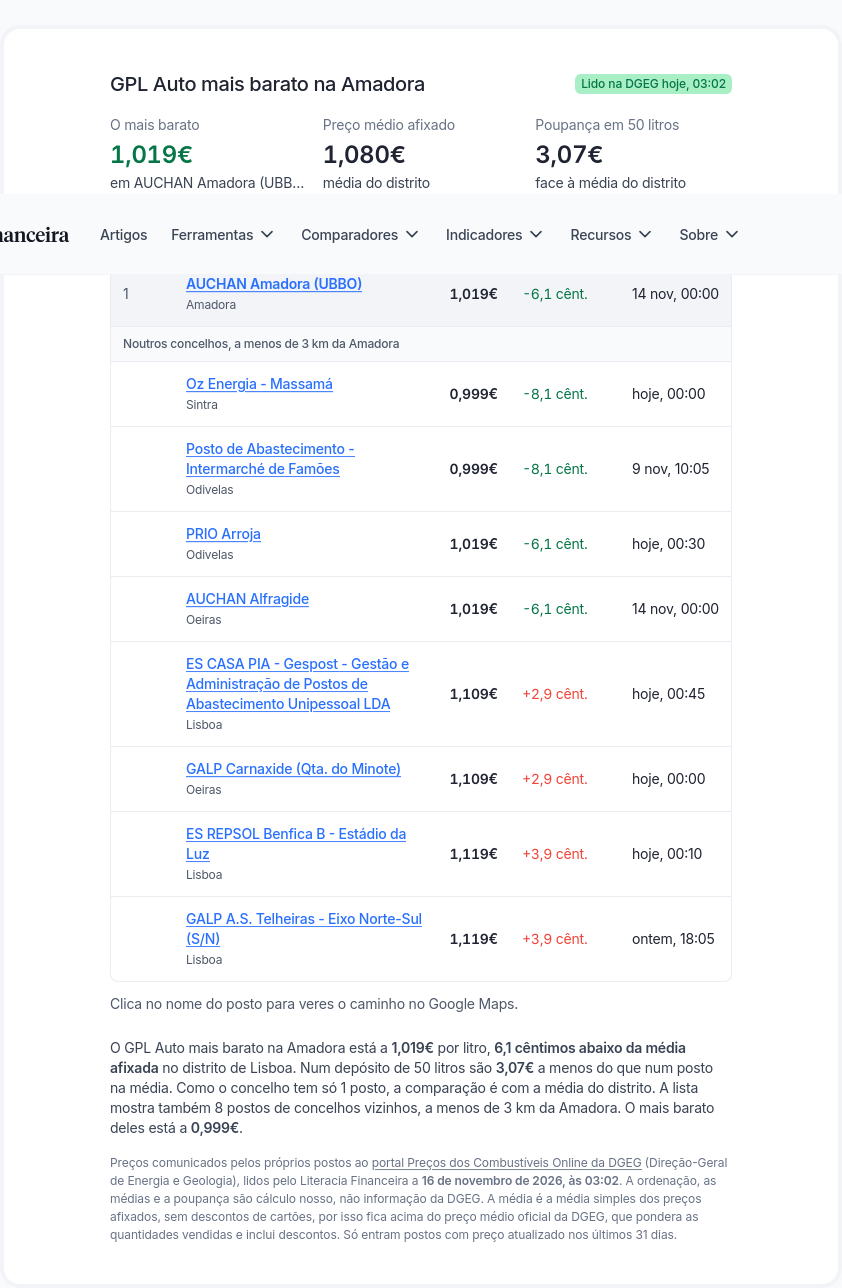 GPL Auto mais barato na Amadora
Lido na DGEG hoje, 03:02
O mais barato
Preço médio afixado
Poupança em 50 litros
1,019€
1,080€
3,07€
em AUCHAN Amadora (UBB...
média do distrito
face à média do distrito
nanceira
Artigos
Ferramentas
Comparadores
Indicadores
Recursos
Sobre
1
AUCHAN Amadora (UBBO)
Amadora
1,019€
-6,1 cênt.
14 nov, 00:00
Noutros concelhos, a menos de 3 km da Amadora
Oz Energia - Massamá
Sintra
0,999€
-8,1 cênt.
hoje, 00:00
Posto de Abastecimento -
Intermarché de Famões
Odivelas
0,999€
-8,1 cênt.
9 nov, 10:05
PRIO Arroja
Odivelas
1,019€
-6,1 cênt.
hoje, 00:30
AUCHAN Alfragide
Oeiras
1,019€
-6,1 cênt.
14 nov, 00:00
ES CASA PIA - Gespost - Gestão e
Administração de Postos de
Abastecimento Unipessoal LDA
Lisboa
1,109€
+2,9 cênt.
hoje, 00:45
GALP Carnaxide (Qta. do Minote)
Oeiras
1,109€
+2,9 cênt.
hoje, 00:00
ES REPSOL Benfica B - Estádio da
Luz
Lisboa
1,119€
+3,9 cênt.
hoje, 00:10
GALP A.S. Telheiras - Eixo Norte-Sul
(S/N)
Lisboa
1,119€
+3,9 cênt.
ontem, 18:05
Clica no nome do posto para veres o caminho no Google Maps.
O GPL Auto mais barato na Amadora está a 1,019€ por litro, 6,1 cêntimos abaixo da média
afixada no distrito de Lisboa. Num depósito de 50 litros são 3,07€ a menos do que num posto
na média. Como o concelho tem só 1 posto, a comparação é com a média do distrito. A lista
mostra também 8 postos de concelhos vizinhos, a menos de 3 km da Amadora. O mais barato
deles está a 0,999€.
Preços comunicados pelos próprios postos ao portal Preços dos Combustíveis Online da DGEG (Direção-Geral
de Energia e Geologia), lidos pelo Literacia Financeira a 16 de novembro de 2026, às 03:02. A ordenação, as
médias e a poupança são cálculo nosso, não informação da DGEG. A média é a média simples dos preços
afixados, sem descontos de cartões, por isso fica acima do preço médio oficial da DGEG, que pondera as
quantidades vendidas e inclui descontos. Só entram postos com preço atualizado nos últimos 31 dias.